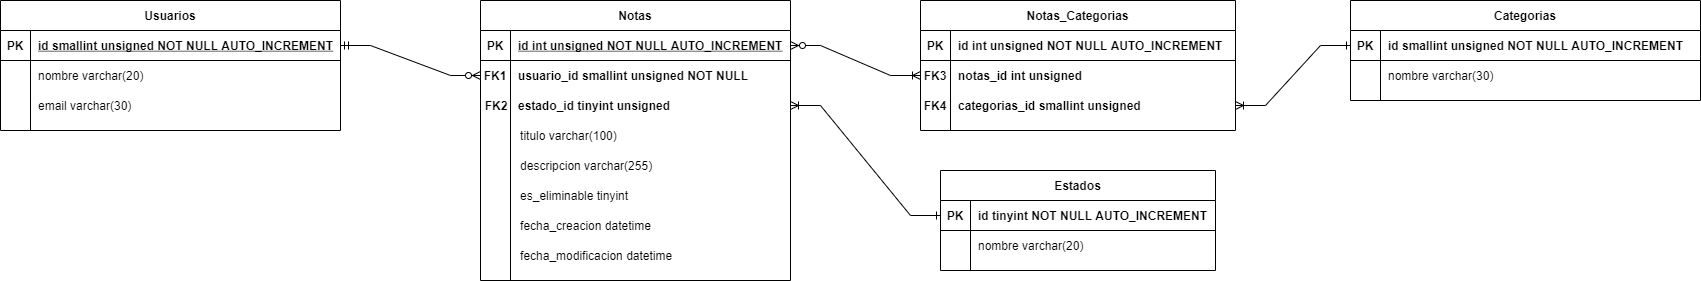 Usuarios
PK id smallint unsigned NOT NULL AUTO_INCREMENT
nombre varchar(20)
email varchar(30)
Notas
PK id int unsigned NOT NULL AUTO_INCREMENT
FK1 usuario_id smallint unsigned NOT NULL
FK2 estado_id tinyint unsigned
titulo varchar(100)
descripcion varchar(255)
es_eliminable tinyint
fecha_creacion datetime
fecha_modificacion datetime
Notas_Categorias
PK id int unsigned NOT NULL AUTO_INCREMENT
FK3 notas_id int unsigned
FK4 categorias_id smallint unsigned
Categorias
PK id smallint unsigned NOT NULL AUTO_INCREMENT
nombre varchar(30)
Estados
PK id tinyint NOT NULL AUTO_INCREMENT
nombre varchar(20)